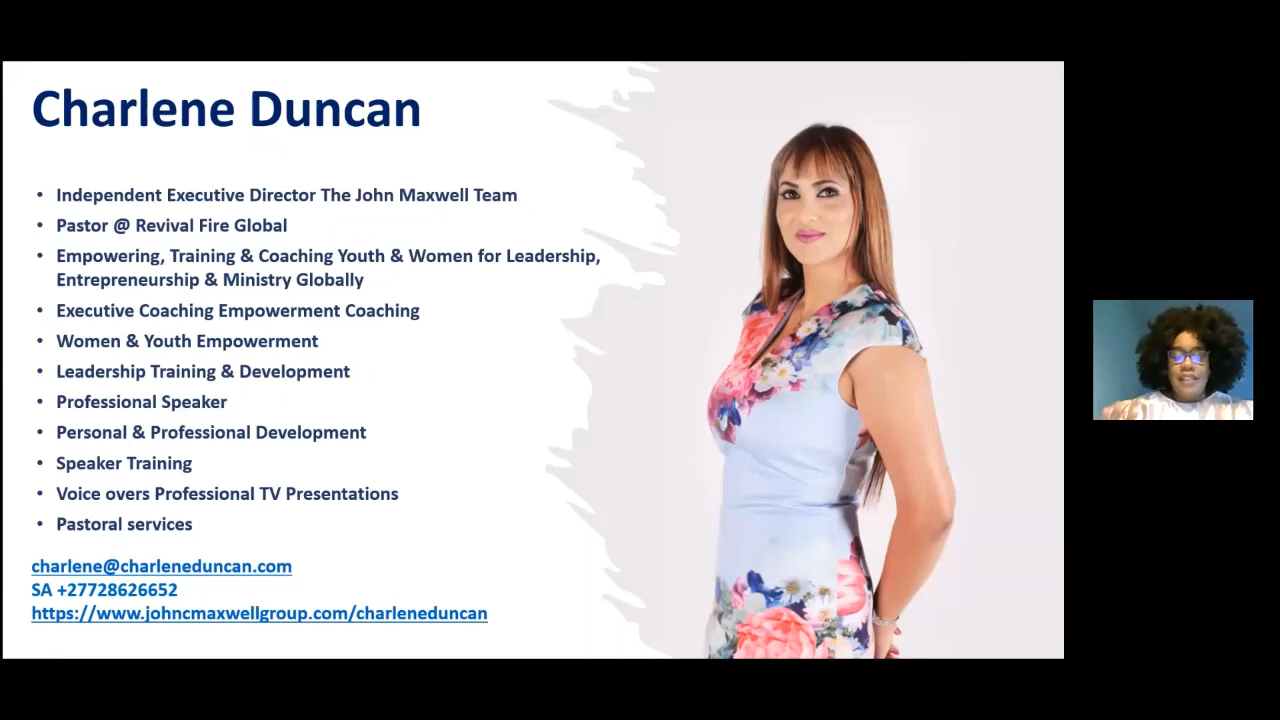 Charlene Duncan
• Independent Executive Director The John Maxwell Team
• Pastor @ Revival Fire Global
• Empowering, Training & Coaching Youth & Women for Leadership,
Entrepreneurship & Ministry Globally
• Executive Coaching Empowerment Coaching
• Women & Youth Empowerment
• Leadership Training & Development
• Professional Speaker
• Personal & Professional Development
• Speaker Training
• Voice overs Professional TV Presentations
• Pastoral services
charlene@charleneduncan.com
SA +27728626652
https://www.johncmaxwellgroup.com/charleneduncan